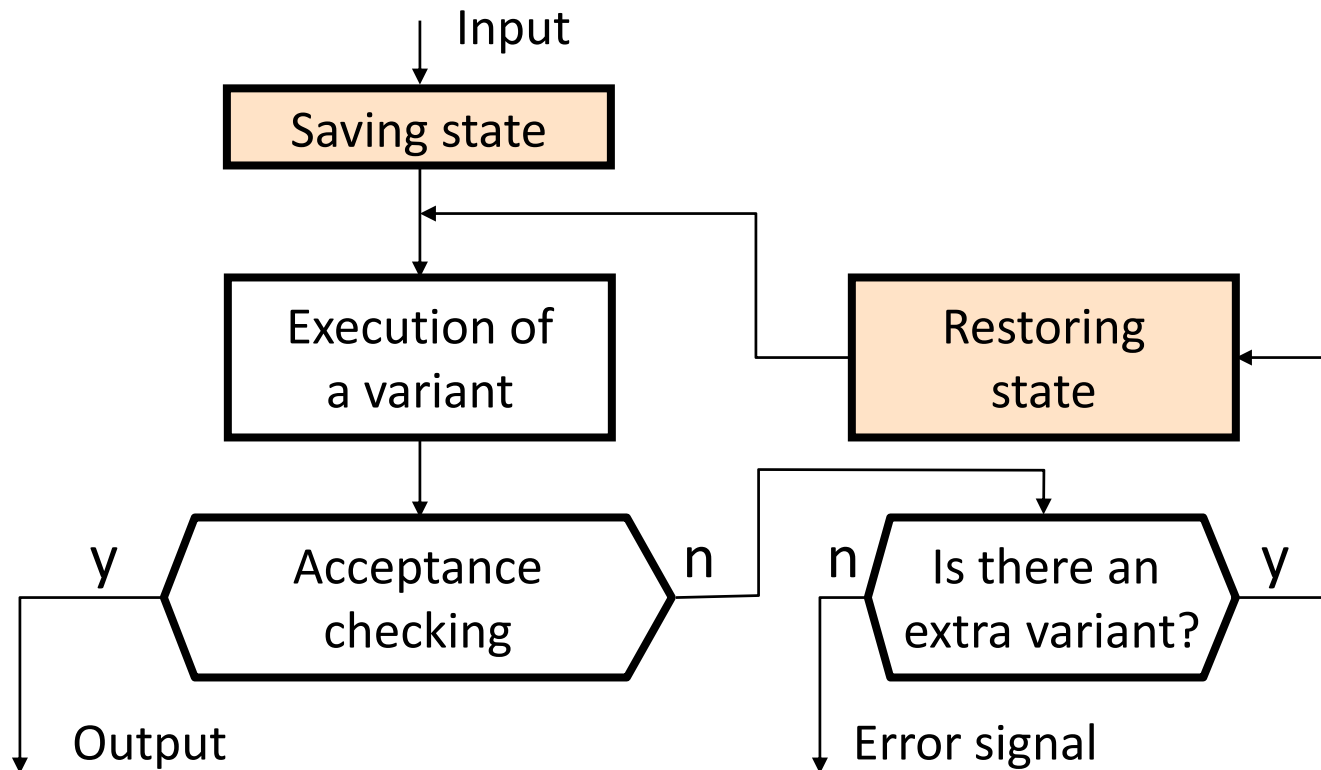 Input
Saving state
Execution of
a variant
Restoring
state
y
Acceptance
checking
n
n
Is there an
extra variant?
y
Output
Error signal